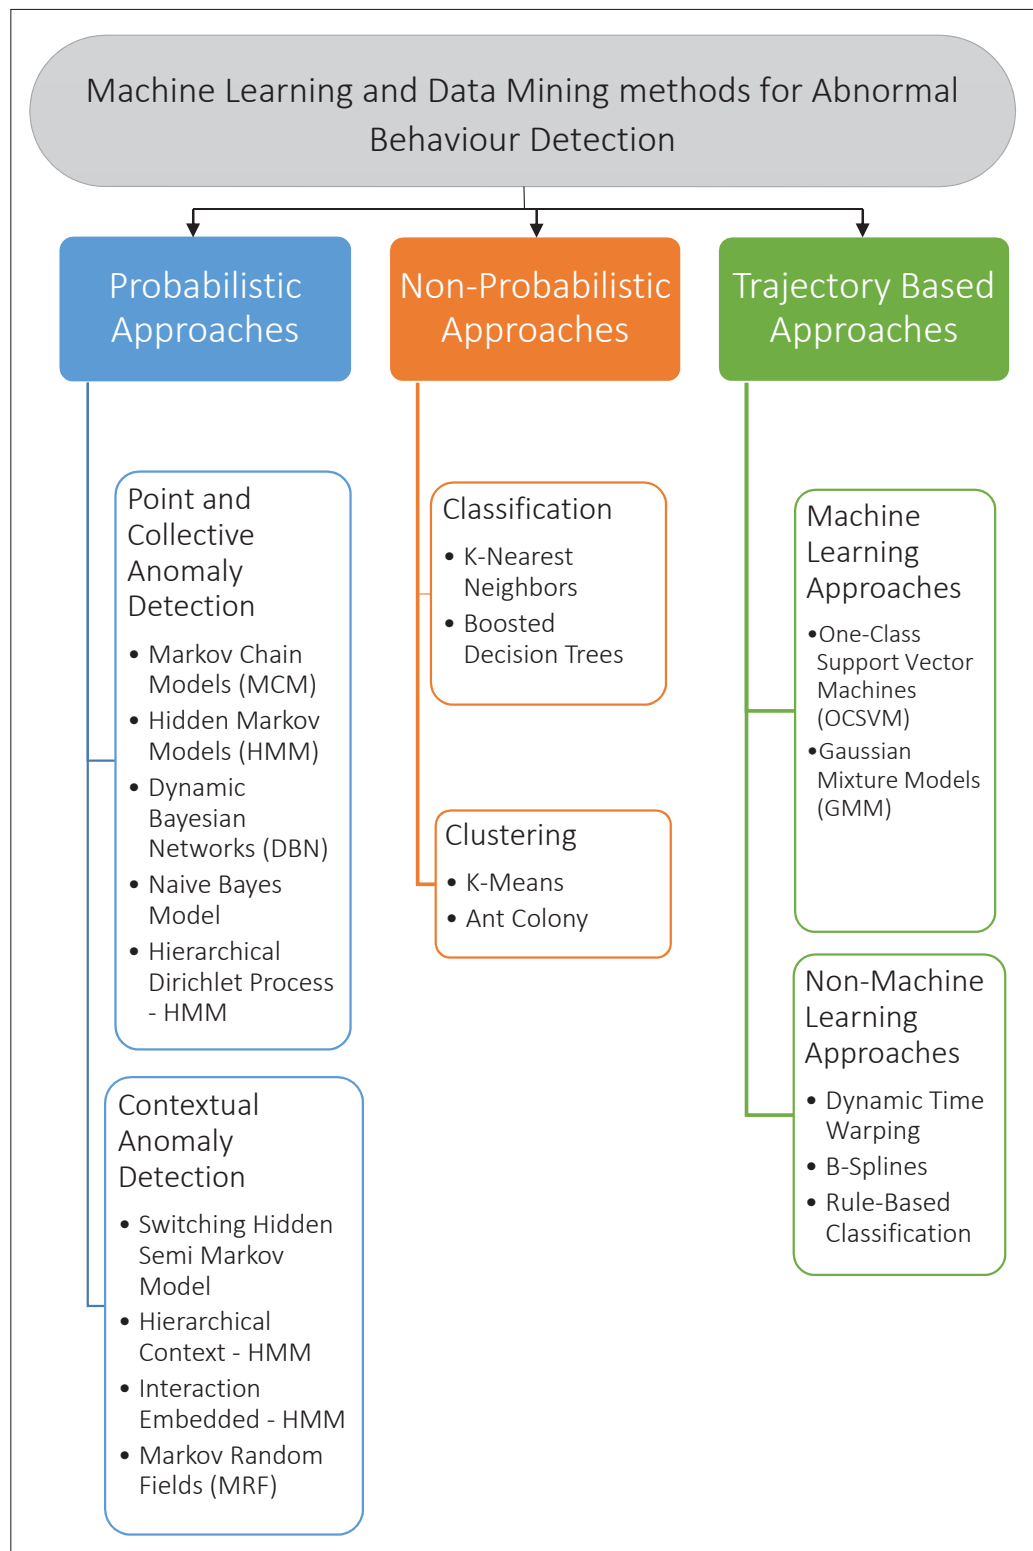 Machine Learning and Data Mining methods for Abnormal
Behaviour Detection
Probabilistic
Approaches
Non-Probabilistic
Approaches
Trajectory Based
Approaches
Point and
Collective
Anomaly
Detection
• Markov Chain
Models (MCM)
• Hidden Markov
Models (HMM)
• Dynamic
Bayesian
Networks (DBN)
• Naive Bayes
Model
• Hierarchical
Dirichlet Process
- HMM
Contextual
Anomaly
Detection
• Switching Hidden
Semi Markov
Model
• Hierarchical
Context - HMM
• Interaction
Embedded - HMM
• Markov Random
Fields (MRF)
Classification
• K-Nearest
Neighbors
• Boosted
Decision Trees
Clustering
• K-Means
• Ant Colony
Machine
Learning
Approaches
•One-Class
Support Vector
Machines
(OCSVM)
•Gaussian
Mixture Models
(GMM)
Non-Machine
Learning
Approaches
• Dynamic Time
Warping
• B-Splines
• Rule-Based
Classification